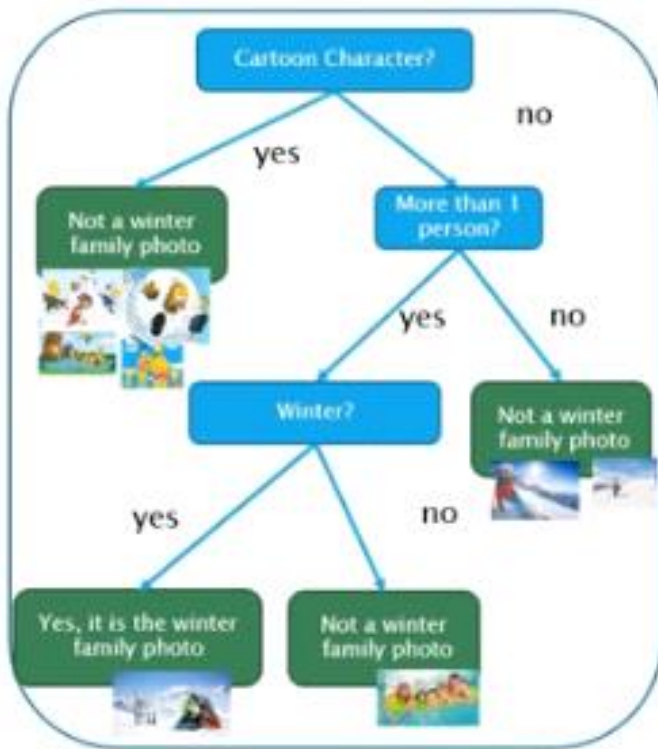 Cartoon Character?
no
yes
Not a winter
family photo
More than 1
person?
yes
no
Winter?
Not a winter
family photo
yes
no
Yes, it is the winter
family photo
Not a winter
family photo